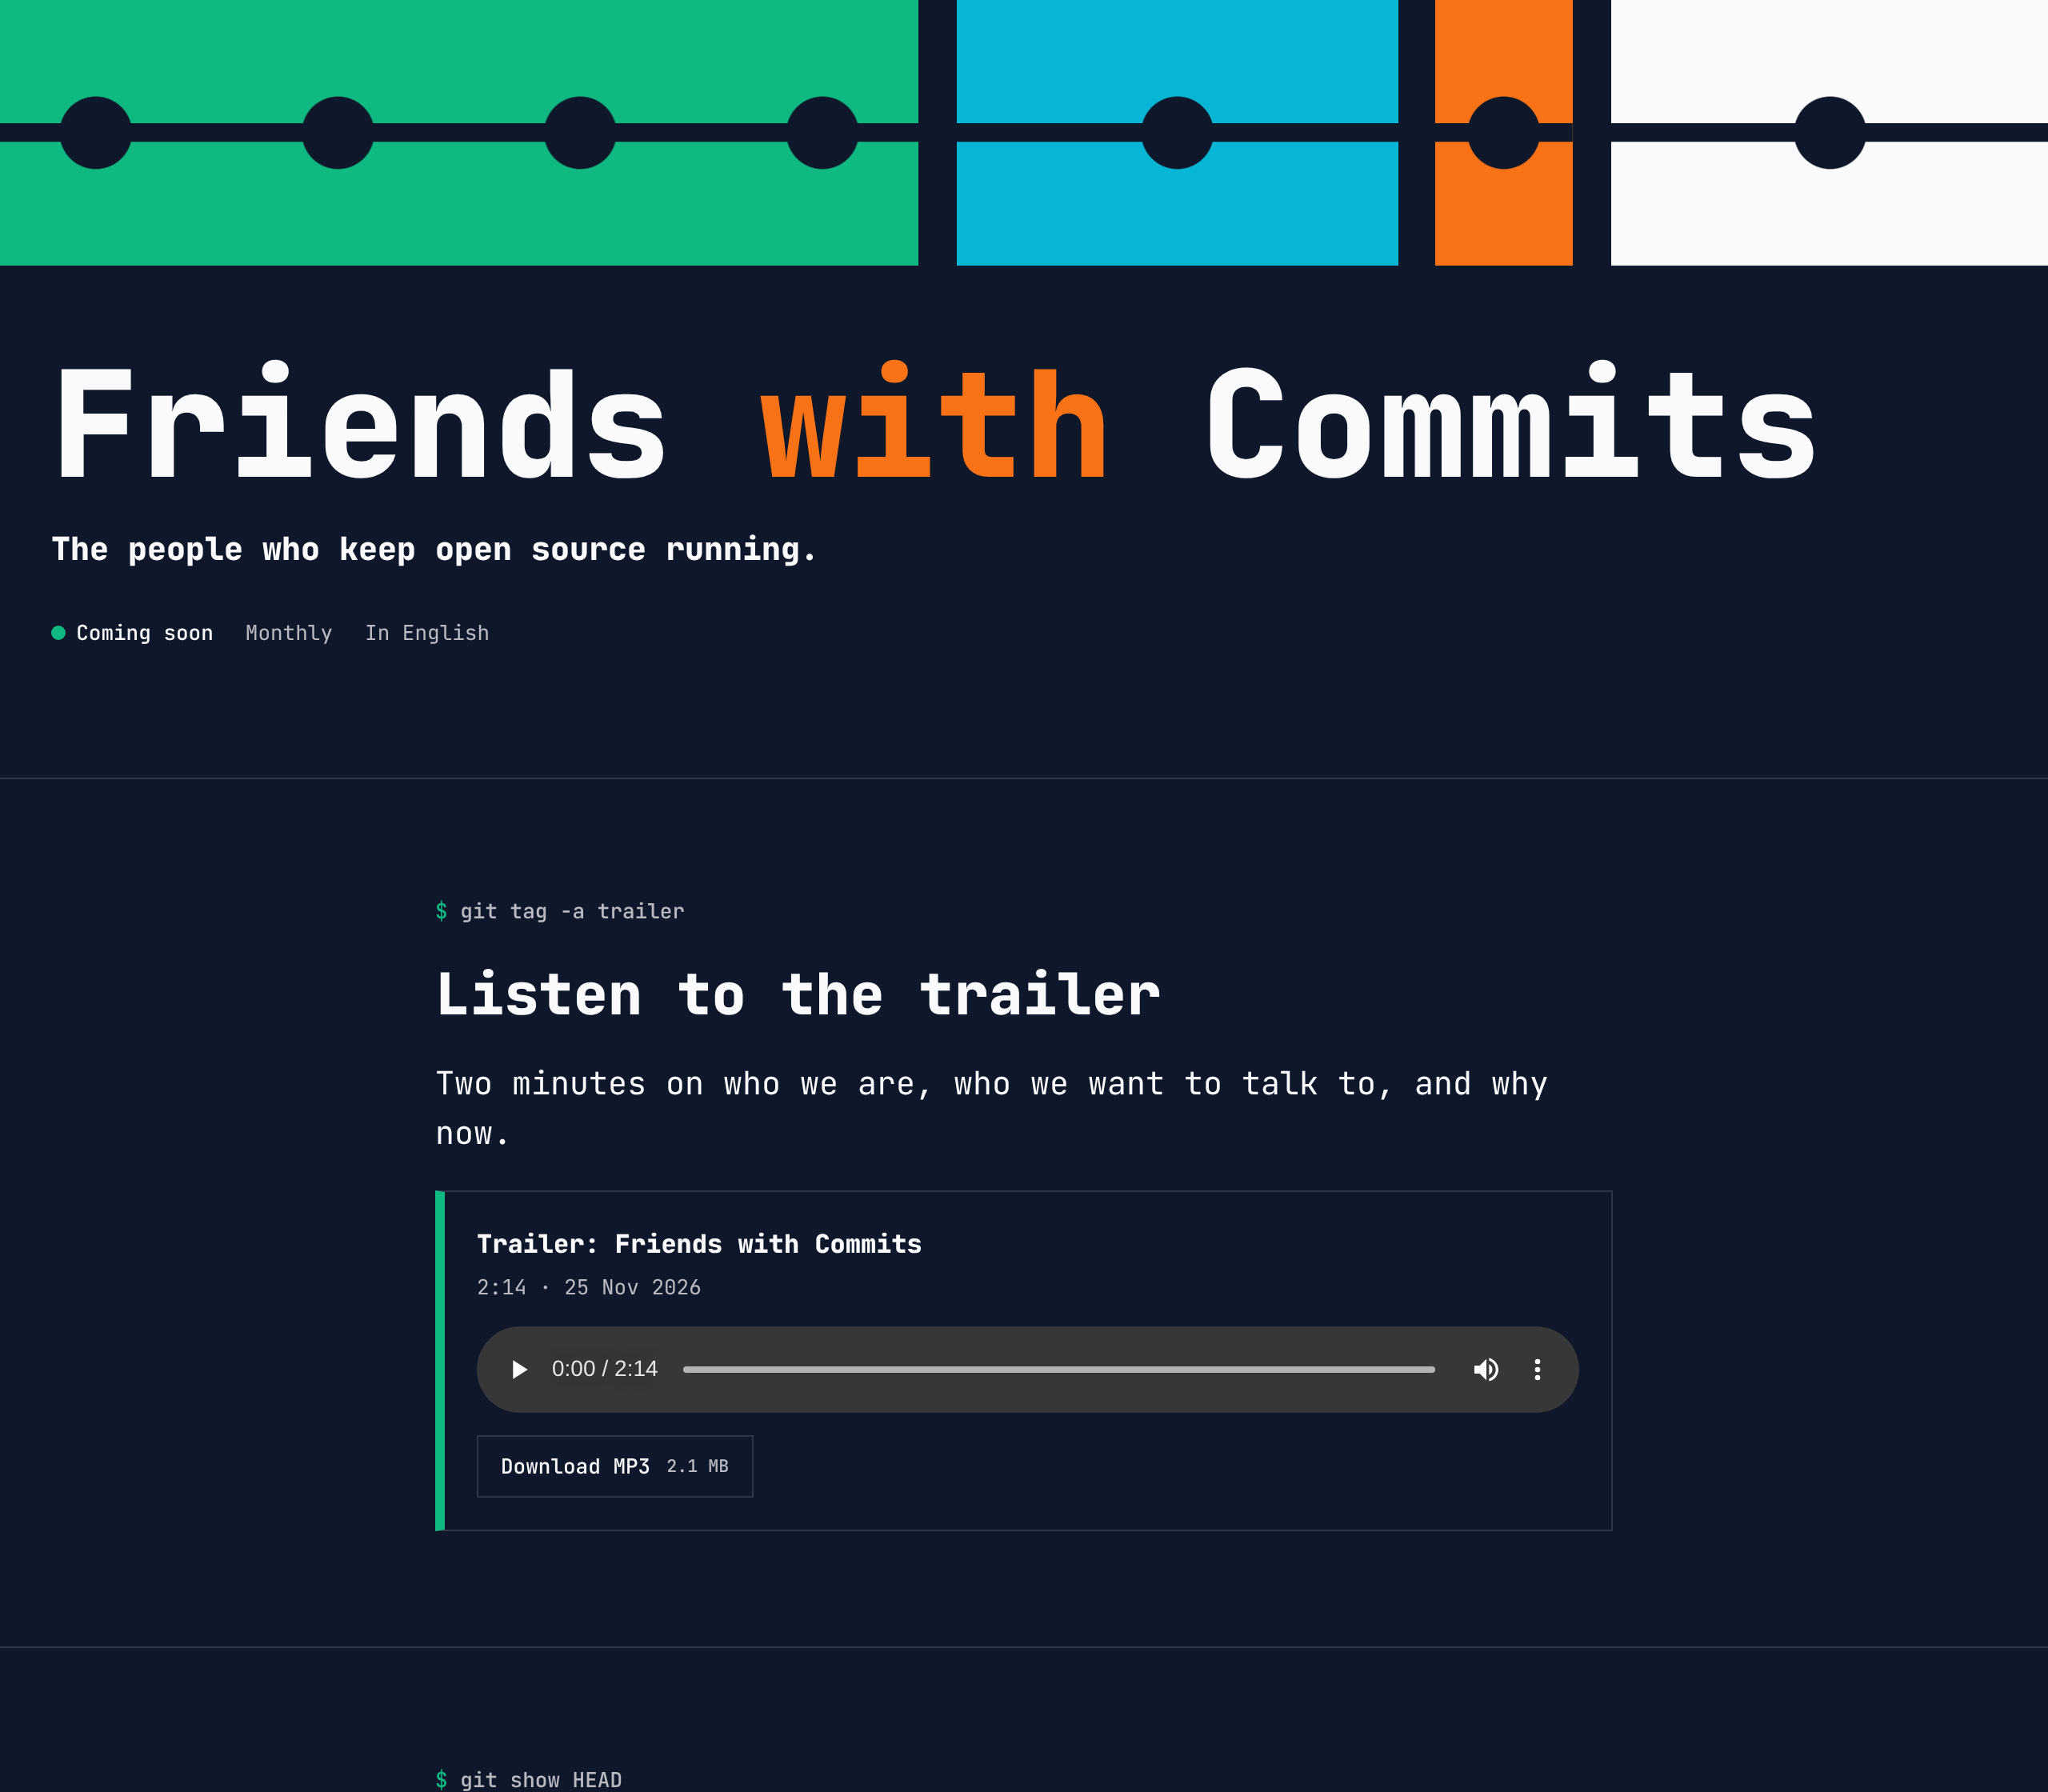 Friends with Commits
The people who keep open source running.
Coming soon Monthly In English
$ git tag -a trailer
Listen to the trailer
Two minutes on who we are, who we want to talk to, and why
now.
Trailer: Friends with Commits
2:14 · 25 Nov 2026
0:00 / 2:14
Download MP3 2.1 MB
$ git show HEAD